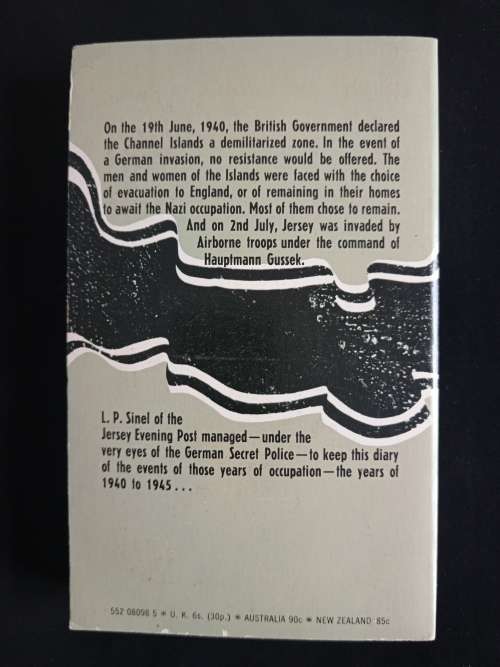 On the 19th June, 1940, the British Government declared
the Channel Islands a demilitarized zone. In the event of
a German invasion, no resistance would be offered. The
men and women of the Islands were faced with the choice
of evacuation to England, or of remaining in their homes
to await the Nazi occupation. Most of them chose to remain.
And on 2nd July, Jersey was invaded by
Airborne troops under the command of
Hauptmann Gussek.
L. P. Sinel of the
Jersey Evening Post managed—under the
very eyes of the German Secret Police—to keep this diary
of the events of those years of occupation—the years of
1940 to 1945 . . .
552 08098 5 * U. K. 6s. (30p.) * AUSTRALIA 90c * NEW ZEALAND 85c